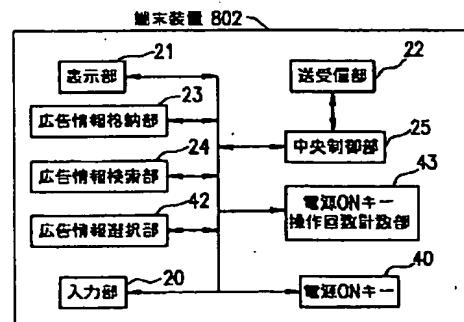 端末装置 802
21
表示部
22
送受信部
23
広告情報格納部
25
中央制御部
24
広告情報検索部
43
電源ONキー
操作回数計数部
42
広告情報選択部
20
入力部
40
電源ONキー